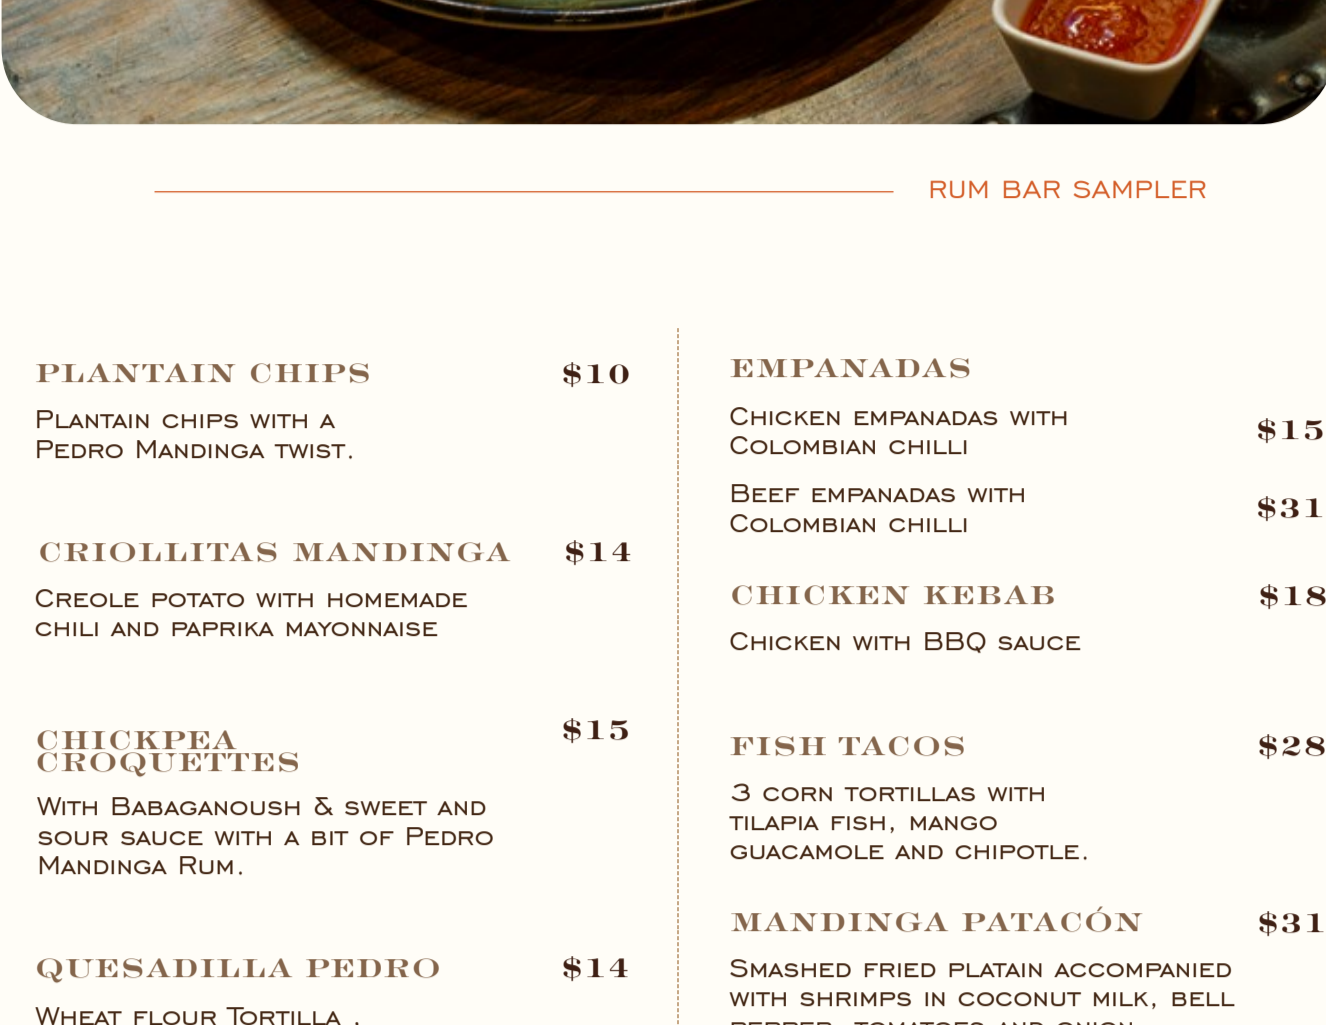 RUM BAR SAMPLER
PLANTAIN CHIPS $10
PLANTAIN CHIPS WITH A
PEDRO MANDINGA TWIST.
CRIOLLITAS MANDINGA $14
CREOLE POTATO WITH HOMEMADE
CHILI AND PAPRIKA MAYONNAISE
CHICKPEA
CROQUETTES
$15
WITH BABAGANOUSH & SWEET AND
SOUR SAUCE WITH A BIT OF PEDRO
MANDINGA RUM.
QUESADILLA PEDRO $14
WHEAT FLOUR TORTILLA ,
EMPANADAS
CHICKEN EMPANADAS WITH
COLOMBIAN CHILLI
$15
BEEF EMPANADAS WITH
COLOMBIAN CHILLI
$31
CHICKEN KEBAB $18
CHICKEN WITH BBQ SAUCE
FISH TACOS $28
3 CORN TORTILLAS WITH
TILAPIA FISH, MANGO
GUACAMOLE AND CHIPOTLE.
MANDINGA PATACÓN $31
SMASHED FRIED PLATAIN ACCOMPANIED
WITH SHRIMPS IN COCONUT MILK, BELL
PEPPER, TOMATOES AND ONION